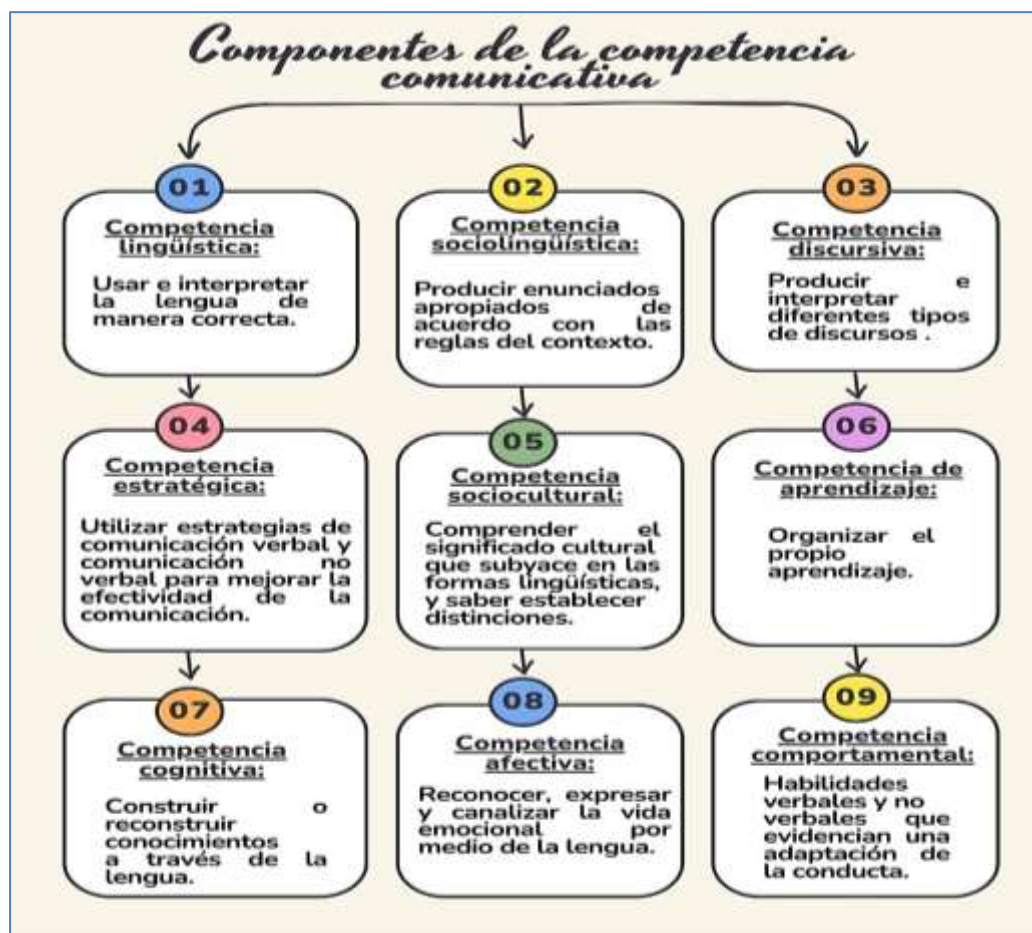 Componentes de la competencia
comunicativa
01
Competencia
lingüística:
Usar e interpretar
la lengua de
manera correcta.
02
Competencia
sociolingüística:
Producir enunciados
apropiados de
acuerdo con las
reglas del contexto.
03
Competencia
discursiva:
Producir e
interpretar
diferentes tipos
de discursos .
04
Competencia
estratégica:
Utilizar estrategias de
comunicación verbal y
comunicación no
verbal para mejorar la
efectividad de la
comunicación.
05
Competencia
sociocultural:
Comprender el
significado cultural
que subyace en las
formas lingüísticas,
y saber establecer
distinciones.
06
Competencia de
aprendizaje:
Organizar el
propio
aprendizaje.
07
Competencia
cognitiva:
Construir o
reconstruir
conocimientos
a través de la
lengua.
08
Competencia
afectiva:
Reconocer, expresar
y canalizar la vida
emocional por
medio de la lengua.
09
Competencia
comportamental:
Habilidades
verbales y no
verbales que
evidencian una
adaptación de
la conducta.